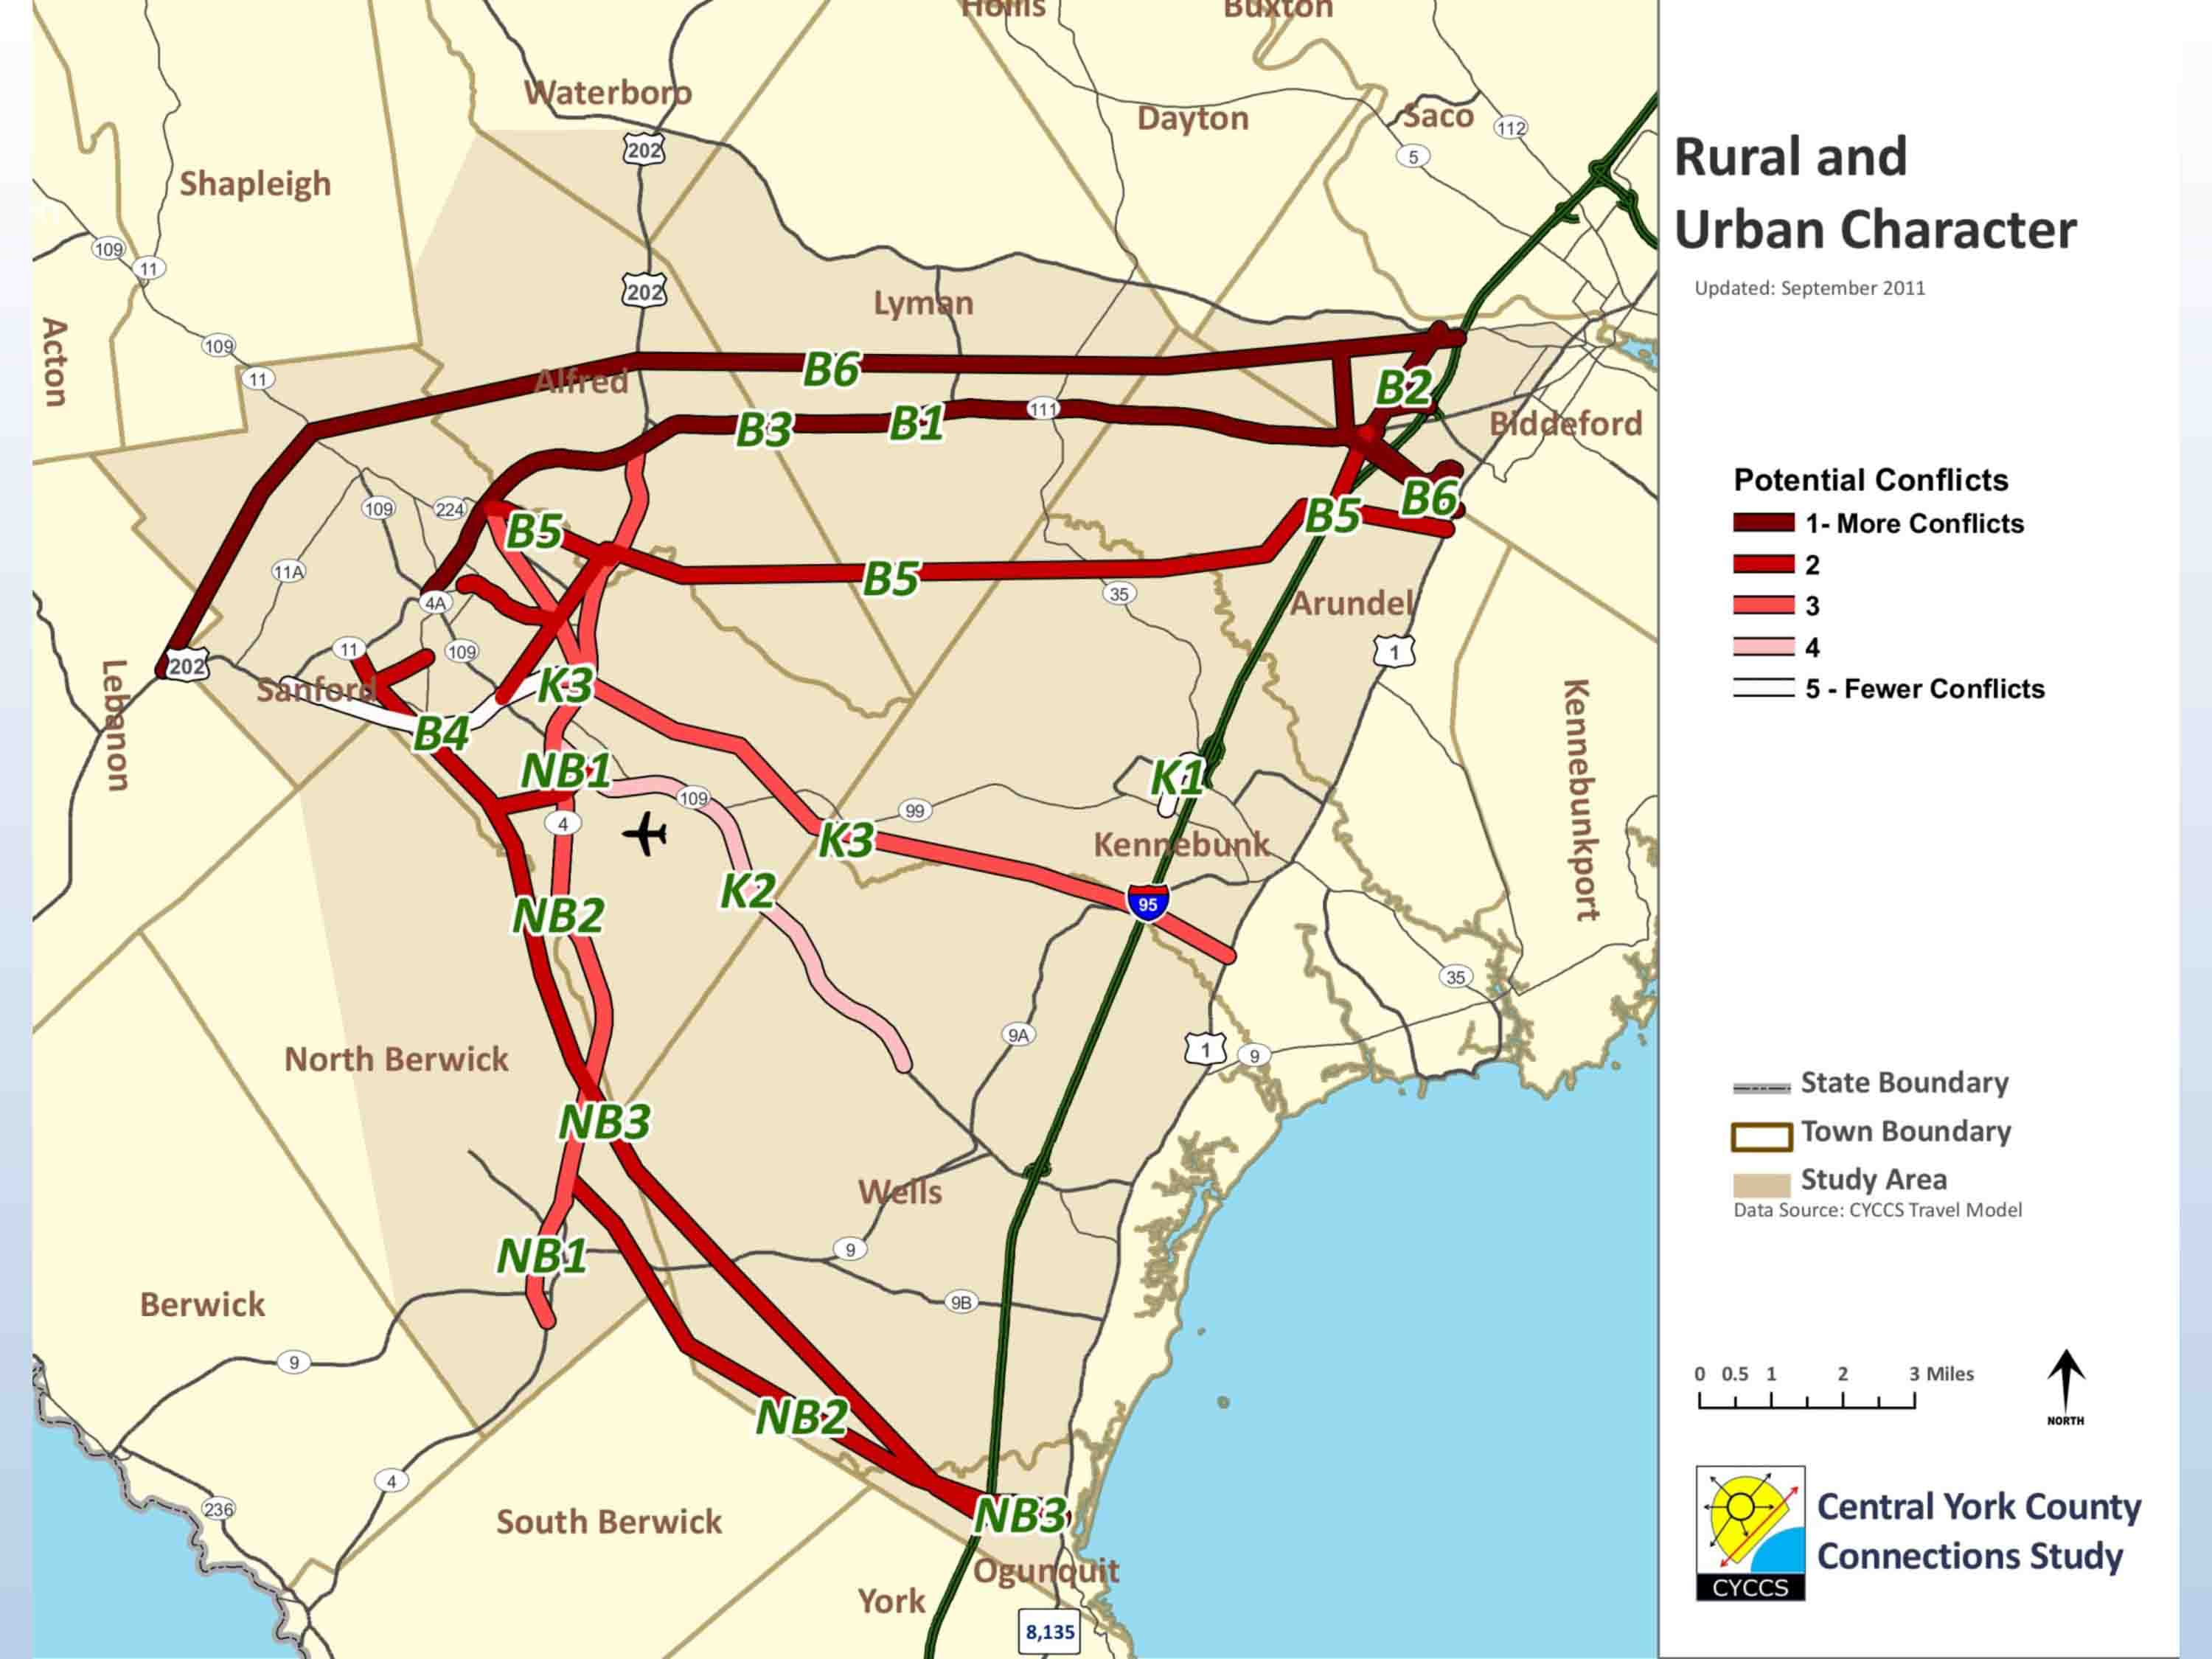 Hollis
Buxton
Waterboro
Dayton
Saco
112
5
202
Shapleigh
109
11
202
Lyman
Acton
109
11
B6
Alfred
B2
B3
B1
111
Biddeford
109
224
B5
B5
B6
11A
B5
35
4A
Arundel
11
109
1
202
Lebanon
Sanford
K3
Kennebunkport
B4
NB1
K1
109
99
4
K3
Kennebunk
K2
95
NB2
35
9A
1
9
North Berwick
NB3
Wells
9
NB1
9B
Berwick
9
NB2
4
236
South Berwick
NB3
Ogunquit
York
8,135
Rural and
Urban Character
Updated: September 2011
Potential Conflicts
1- More Conflicts
2
3
4
5 - Fewer Conflicts
State Boundary
Town Boundary
Study Area
Data Source: CYCCS Travel Model
0 0.5 1 2 3 Miles
NORTH
CYCCS
Central York County
Connections Study